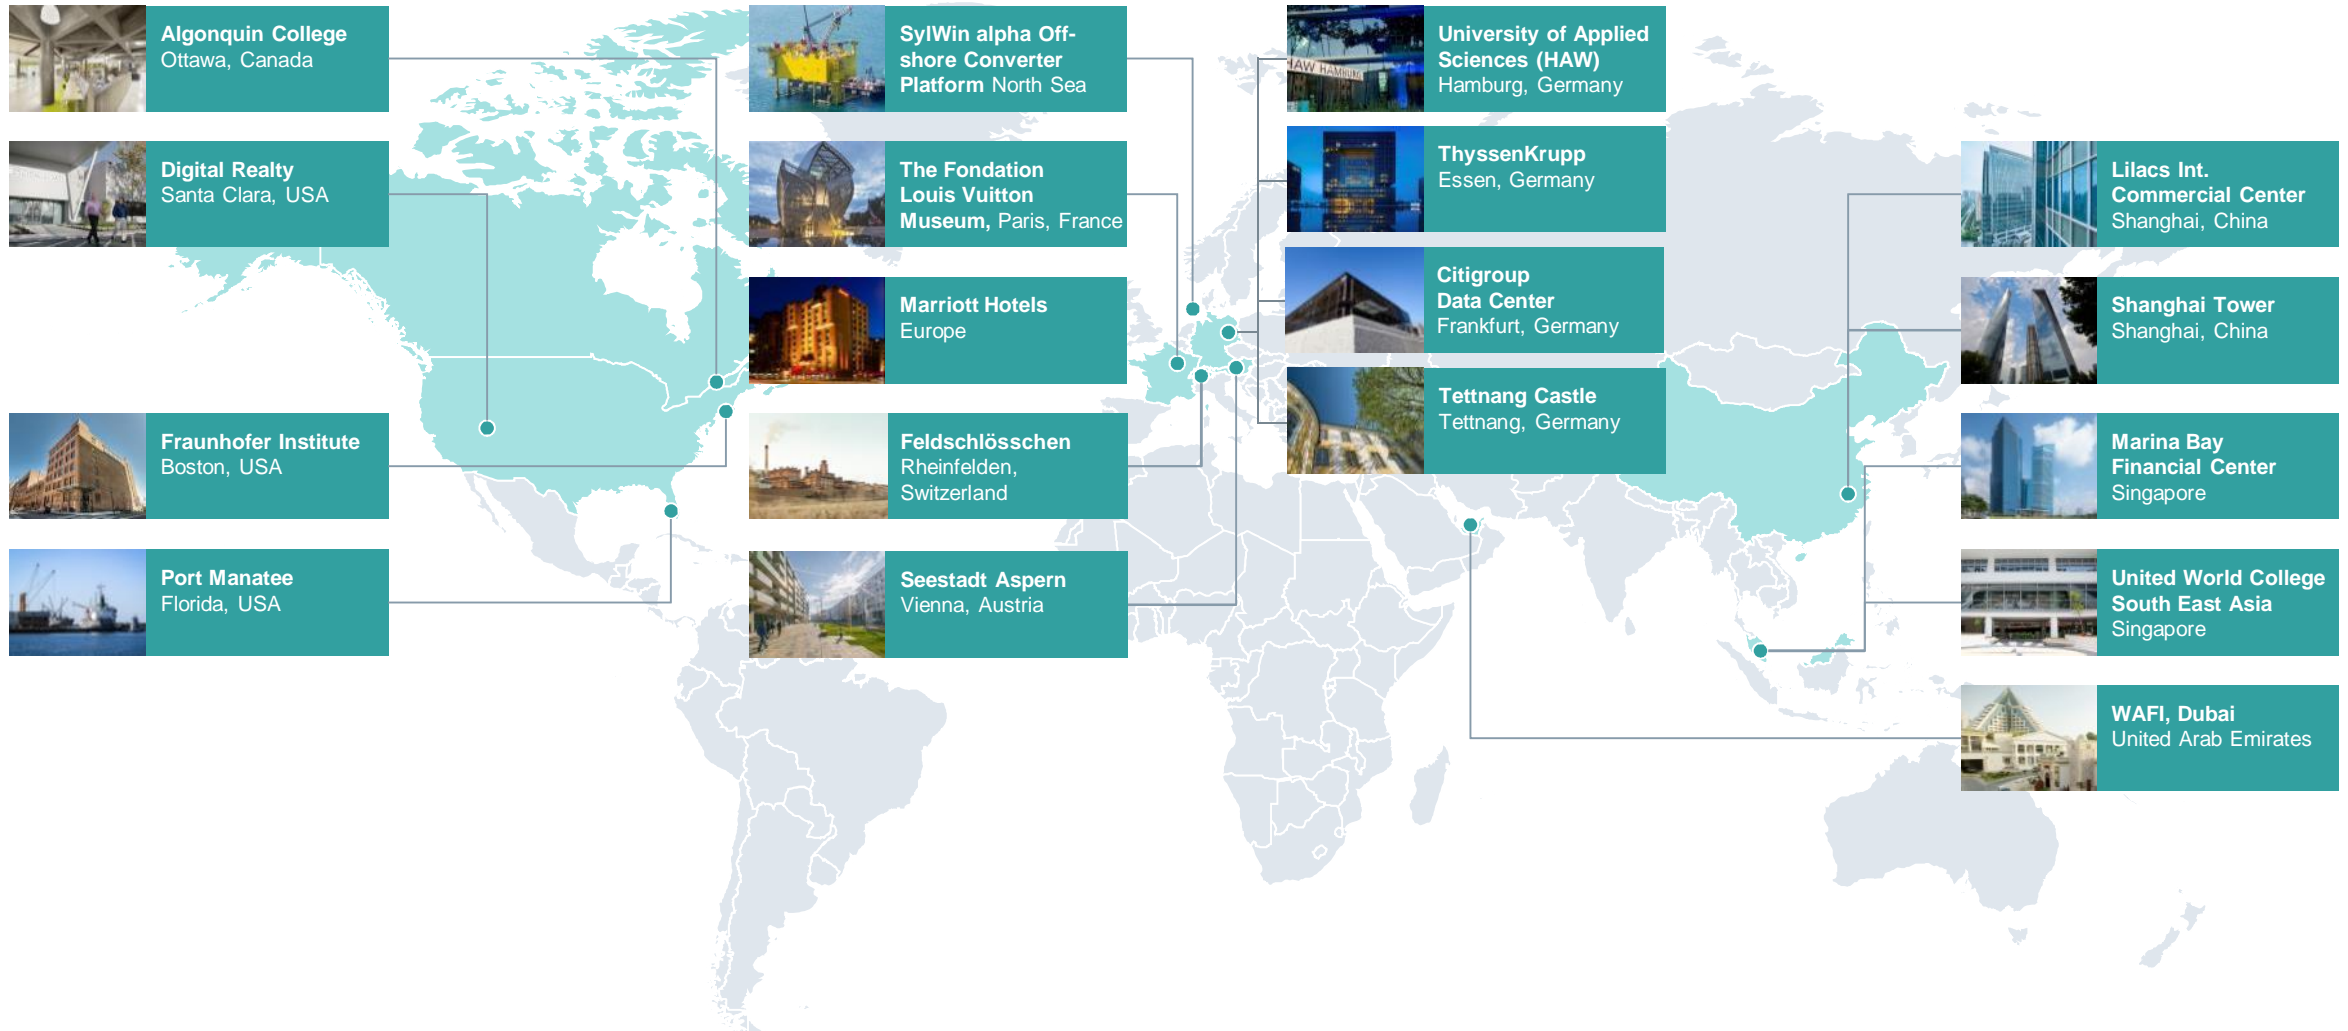 Algonquin College
Ottawa, Canada
Digital Realty
Santa Clara, USA
Fraunhofer Institute
Boston, USA
Port Manatee
Florida, USA
SylWin alpha Off-
shore Converter
Platform North Sea
The Fondation
Louis Vuitton
Museum, Paris, France
Marriott Hotels
Europe
Feldschlösschen
Rheinfelden,
Switzerland
Seestadt Aspern
Vienna, Austria
HAW HAMBURG
University of Applied
Sciences (HAW)
Hamburg, Germany
ThyssenKrupp
Essen, Germany
Citigroup
Data Center
Frankfurt, Germany
Tettnang Castle
Tettnang, Germany
Lilacs Int.
Commercial Center
Shanghai, China
Shanghai Tower
Shanghai, China
Marina Bay
Financial Center
Singapore
United World College
South East Asia
Singapore
WAFI, Dubai
United Arab Emirates